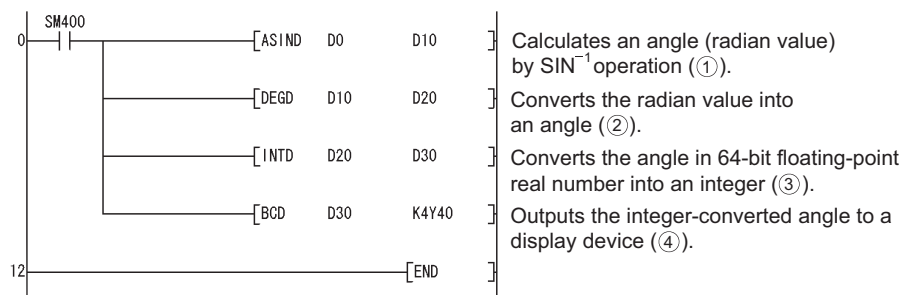 SM400
0 [ASIND D0 D10 ] Calculates an angle (radian value)
by SIN⁻¹ operation (①).
[DEGD D10 D20 ] Converts the radian value into
an angle (②).
[INTD D20 D30 ] Converts the angle in 64-bit floating-point
real number into an integer (③).
[BCD D30 K4Y40 ] Outputs the integer-converted angle to a
display device (④).
12 [END ]